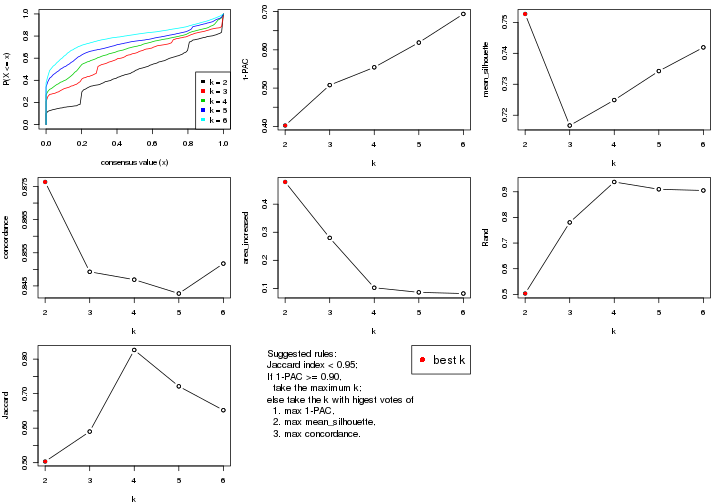 P(X <= x)
1.0
0.8
0.6
0.4
0.2
0.0
k = 2
k = 3
k = 4
k = 5
k = 6
0.0 0.2 0.4 0.6 0.8 1.0
consensus value (x)
1-PAC
0.70
0.60
0.50
0.40
2 3 4 5 6
k
mean_silhouette
0.75
0.74
0.73
0.72
2 3 4 5 6
k
concordance
0.875
0.865
0.855
0.845
2 3 4 5 6
k
area_increased
0.4
0.3
0.2
0.1
2 3 4 5 6
k
Rand
0.9
0.8
0.7
0.6
0.5
2 3 4 5 6
k
Jaccard
0.80
0.70
0.60
0.50
2 3 4 5 6
k
Suggested rules:
Jaccard index < 0.95;
If 1-PAC >= 0.90,
take the maximum k;
else take the k with higest votes of
1. max 1-PAC,
2. max mean_silhouette,
3. max concordance.
best k